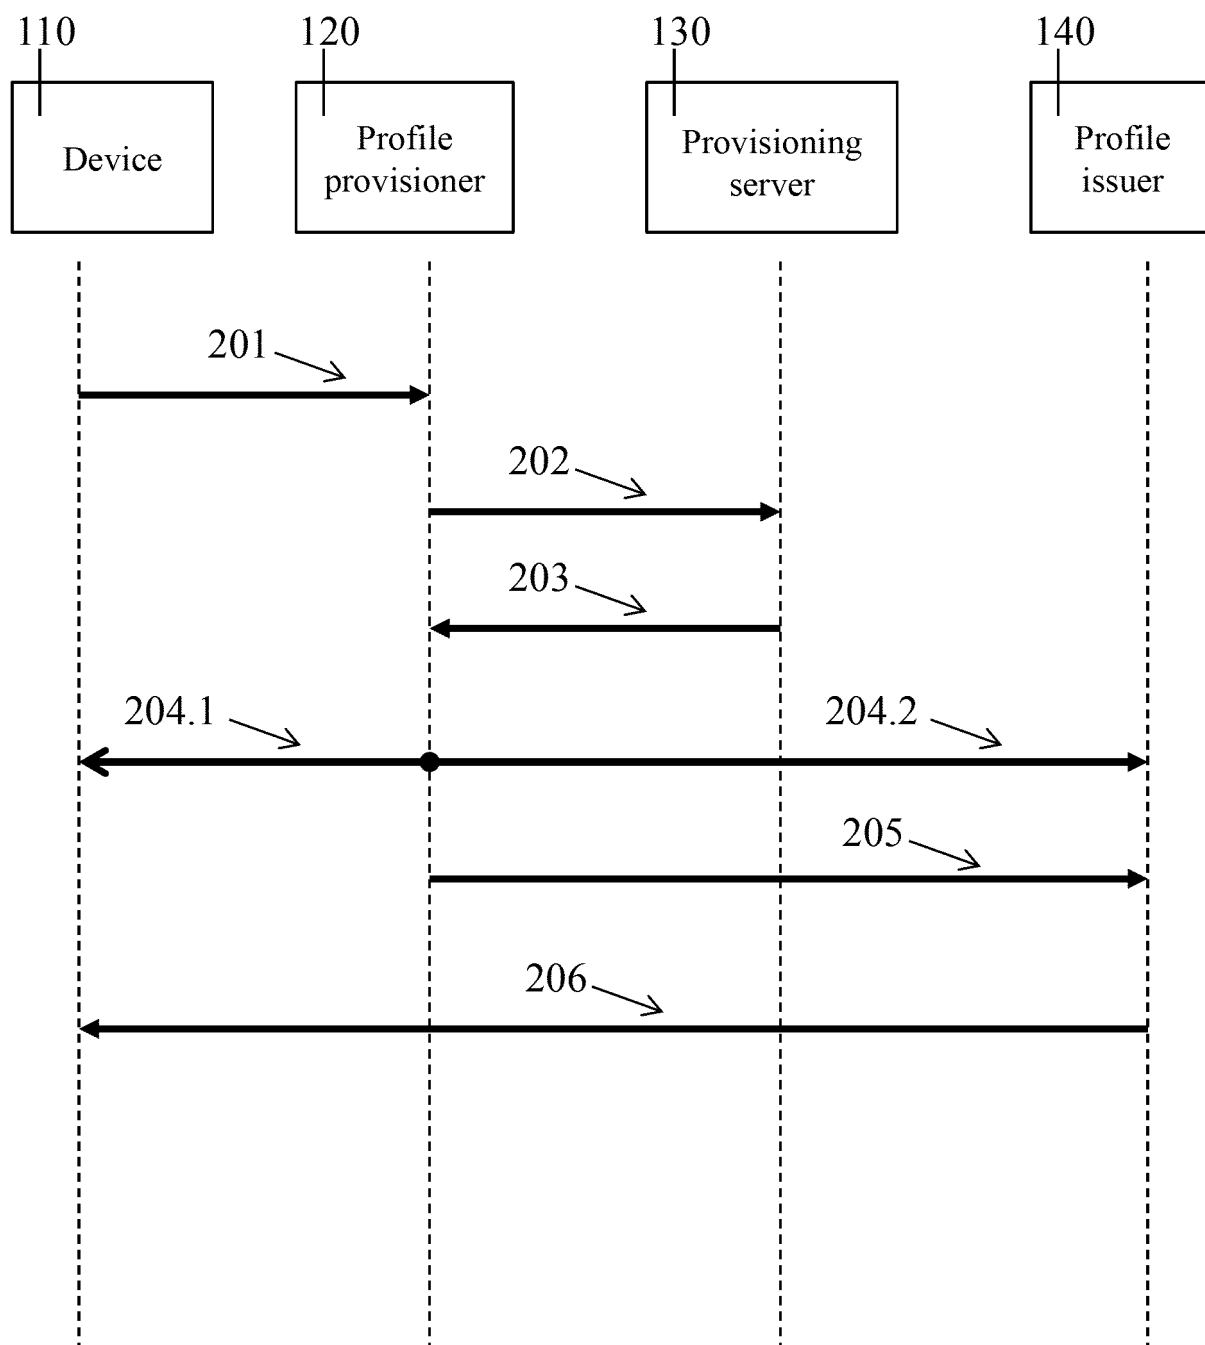 110
120
130
140
Device
Profile
provisioner
Provisioning
server
Profile
issuer
201
202
203
204.1
204.2
205
206